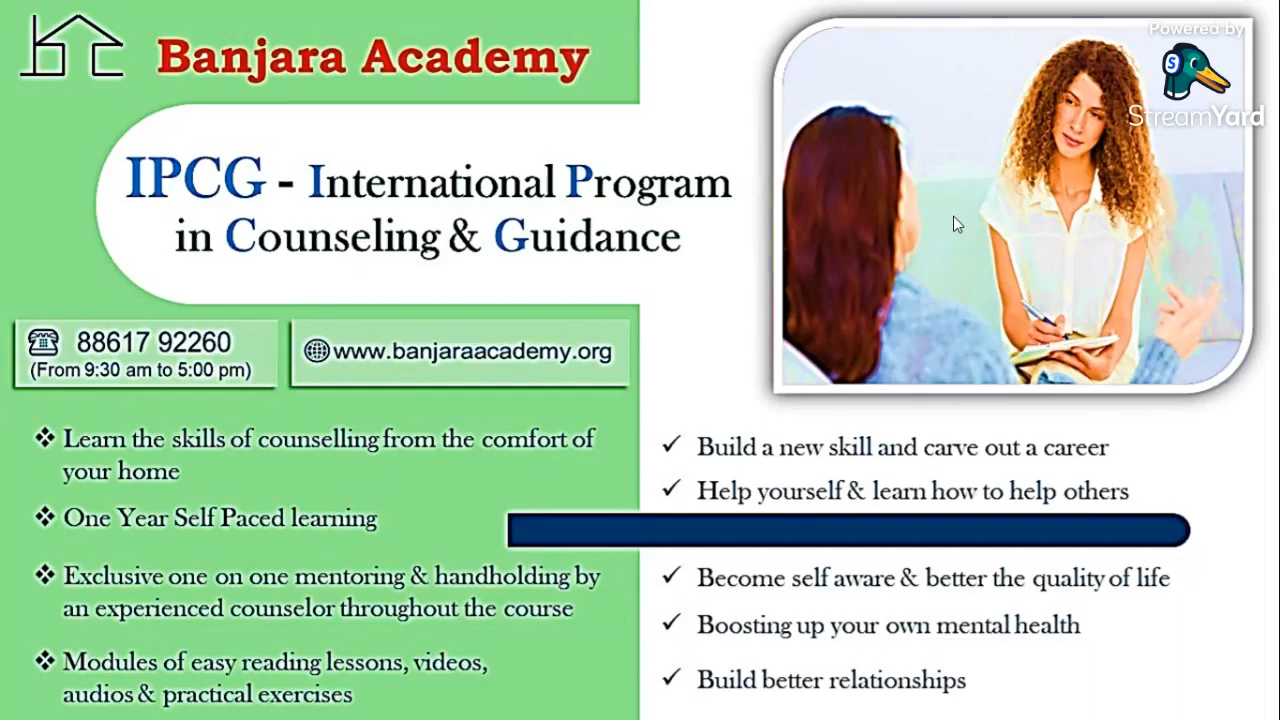 Banjara Academy
IPCG - International Program
in Counseling & Guidance
88617 92260
(From 9:30 am to 5:00 pm)
www.banjaraacademy.org
Learn the skills of counselling from the comfort of
your home
One Year Self Paced learning
Exclusive one on one mentoring & handholding by
an experienced counselor throughout the course
Modules of easy reading lessons, videos,
audios & practical exercises
Powered by
S
StreamYard
Build a new skill and carve out a career
Help yourself & learn how to help others
Become self aware & better the quality of life
Boosting up your own mental health
Build better relationships